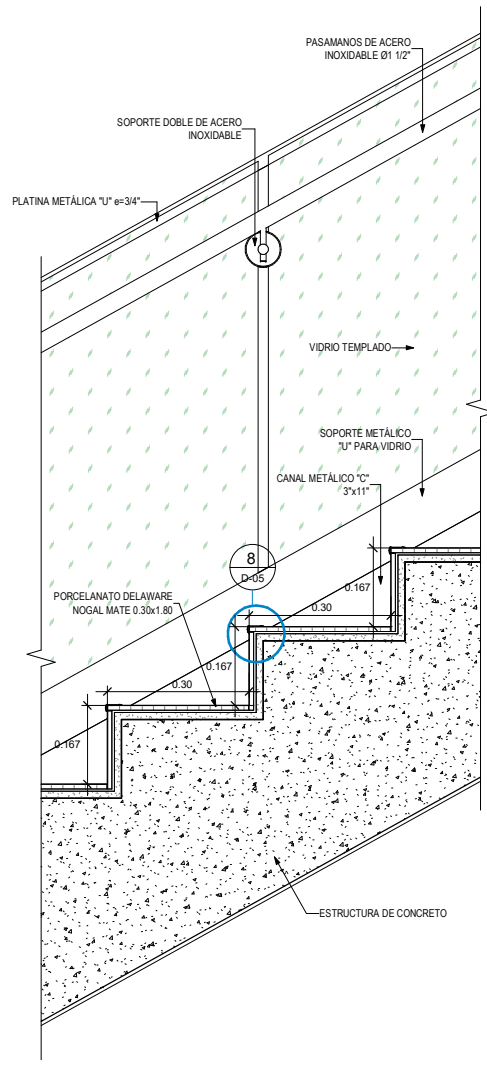 PASAMANOS DE ACERO
INOXIDABLE Ø1 1/2"
SOPORTE DOBLE DE ACERO
INOXIDABLE
PLATINA METÁLICA "U" e=3/4"
VIDRIO TEMPLADO
SOPORTE METÁLICO
"U" PARA VIDRIO
CANAL METÁLICO "C"
3"x11"
8
D-05
0.167
0.30
PORCELANATO DELAWARE
NOGAL MATE 0.30x1.80
0.167
0.30
0.167
ESTRUCTURA DE CONCRETO